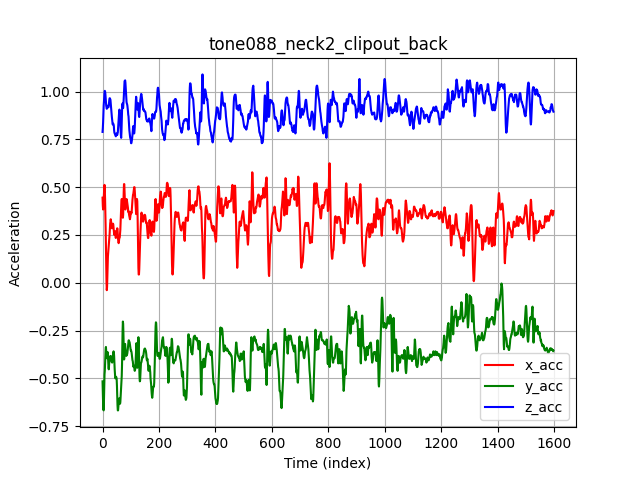 tone088_neck2_clipout_back
1.00
0.75
0.50
0.25
0.00
−0.25
−0.50
−0.75
Acceleration
0
200
400
600
800
1000
1200
1400
1600
Time (index)
x_acc
y_acc
z_acc